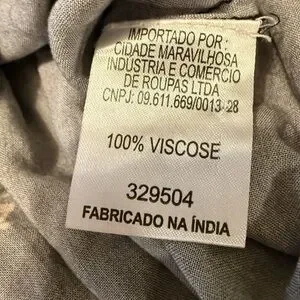 IMPORTADO POR:
CIDADE MARAVILHOSA
INDUSTRIA E COMERCIO
DE ROUPAS LTDA
CNPJ: 09.611.669/0013-28
100% VISCOSE
329504
FABRICADO NA ÍNDIA